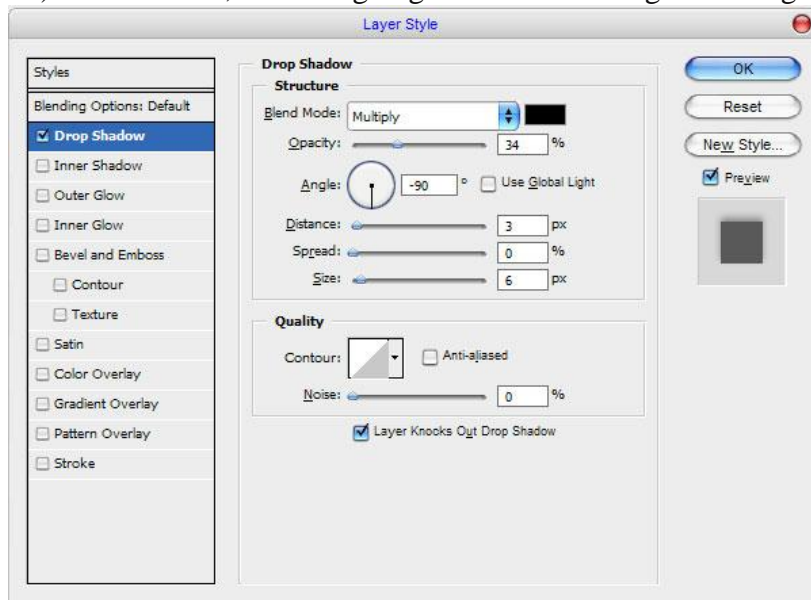 Layer Style
Styles
Blending Options: Default
Drop Shadow
Inner Shadow
Outer Glow
Inner Glow
Bevel and Emboss
Contour
Texture
Satin
Color Overlay
Gradient Overlay
Pattern Overlay
Stroke
Drop Shadow
Structure
Blend Mode: Multiply
Opacity: 34 %
Angle: -90 ° Use Global Light
Distance: 3 px
Spread: 0 %
Size: 6 px
Quality
Contour: Anti-aliased
Noise: 0 %
Layer Knocks Out Drop Shadow
OK
Reset
New Style...
Preview